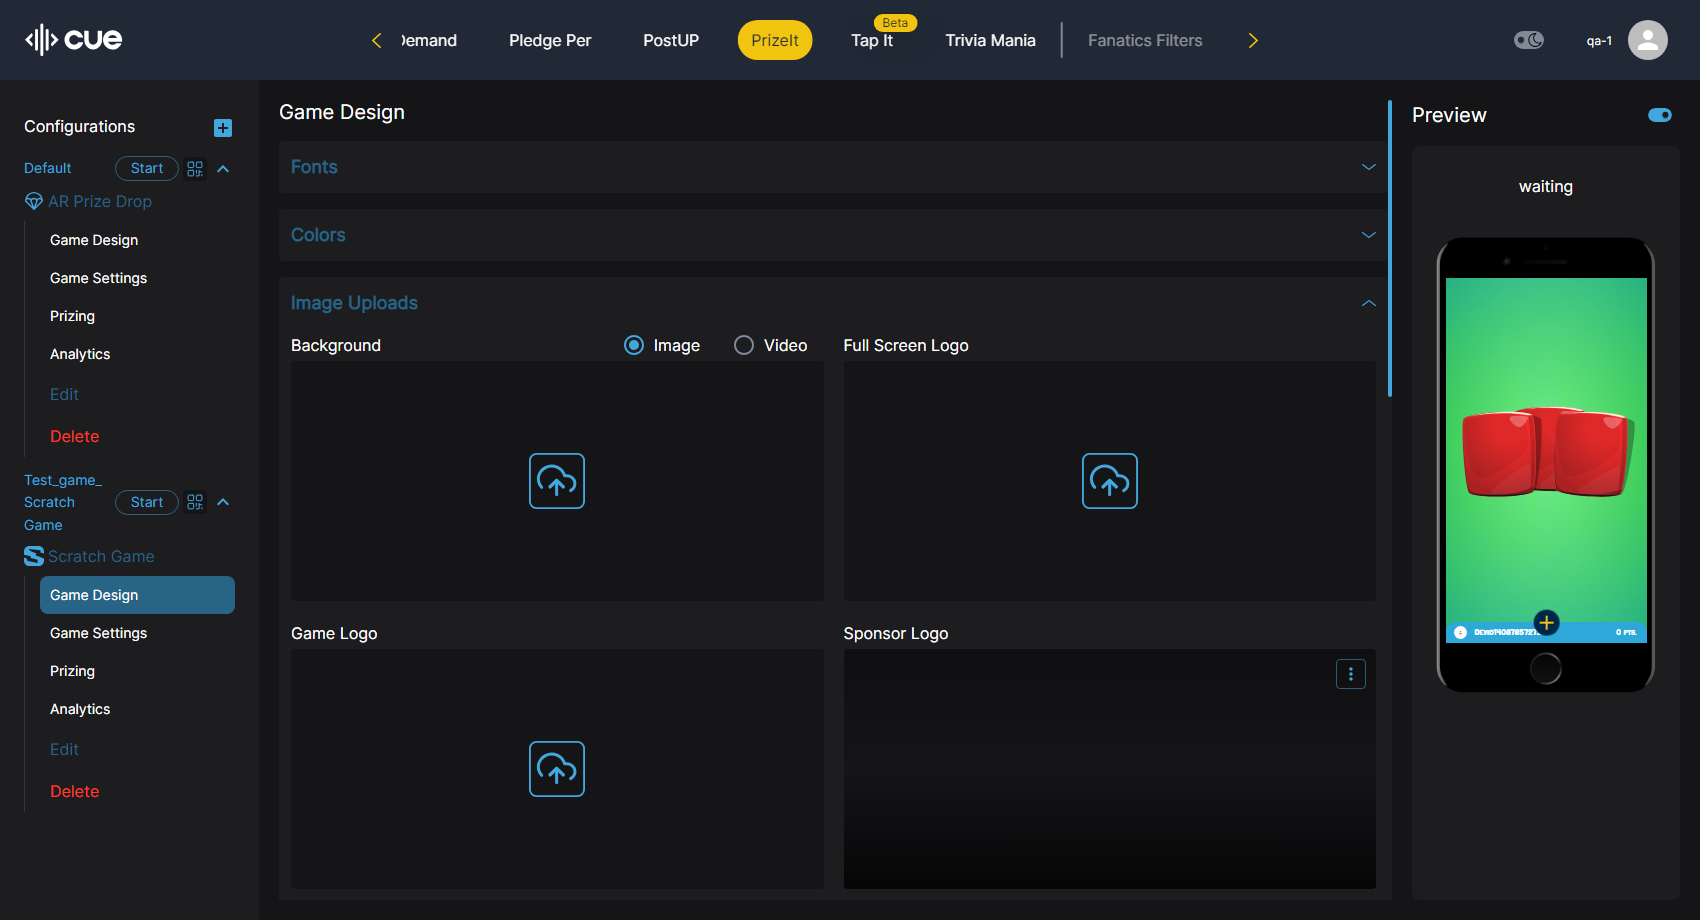 cue
Demand
Pledge Per
PostUP
PrizeIt
Beta
Tap It
Trivia Mania
Fanatics Filters
qa-1
Configurations
Default
Start
AR Prize Drop
Game Design
Game Settings
Prizing
Analytics
Edit
Delete
Test_game_
Scratch
Game
Start
Scratch Game
Game Design
Game Settings
Prizing
Analytics
Edit
Delete
Game Design
Fonts
Colors
Image Uploads
Background
Image
Video
Full Screen Logo
Game Logo
Sponsor Logo
Preview
waiting
0 PTS.